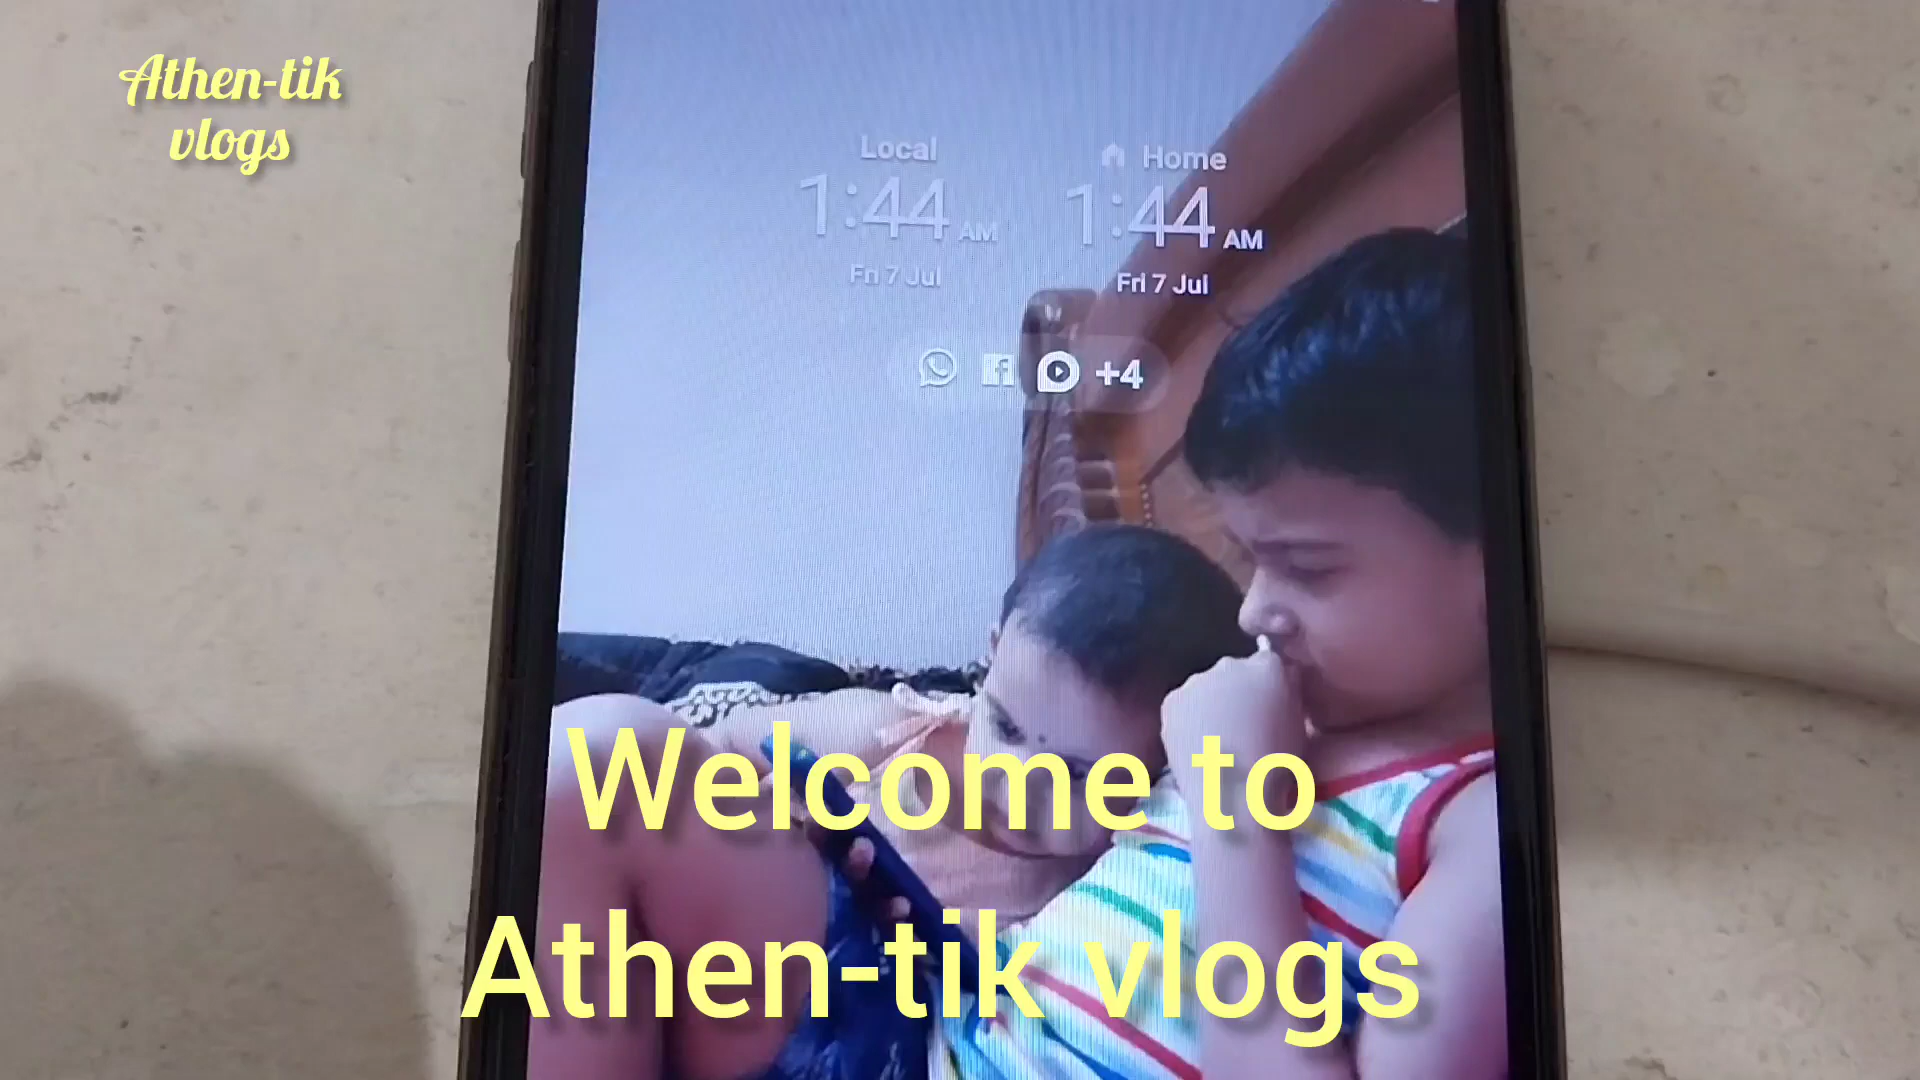 Athen-tik
vlogs
Local
1:44 AM
Fri 7 Jul
Home
1:44 AM
Fri 7 Jul
+4
Welcome to
Athen-tik vlogs